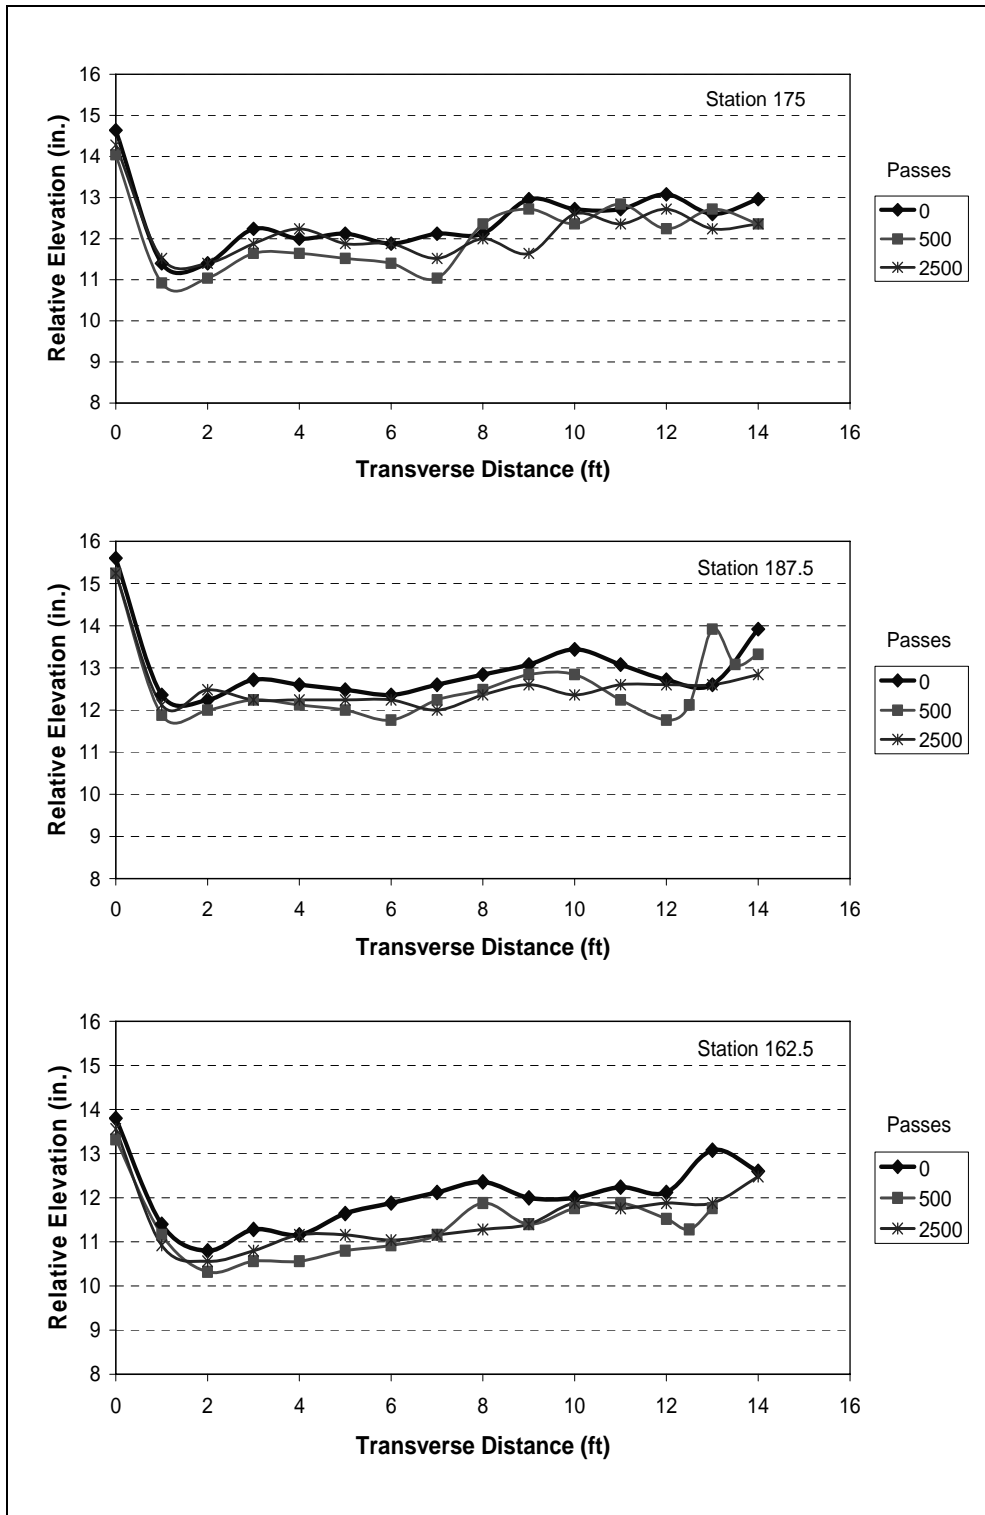 Station 175
Relative Elevation (in.)
16
15
14
13
12
11
10
9
8
0 2 4 6 8 10 12 14 16
Transverse Distance (ft)
Passes
0
500
2500
Station 187.5
Relative Elevation (in.)
16
15
14
13
12
11
10
9
8
0 2 4 6 8 10 12 14 16
Transverse Distance (ft)
Passes
0
500
2500
Station 162.5
Relative Elevation (in.)
16
15
14
13
12
11
10
9
8
0 2 4 6 8 10 12 14 16
Transverse Distance (ft)
Passes
0
500
2500